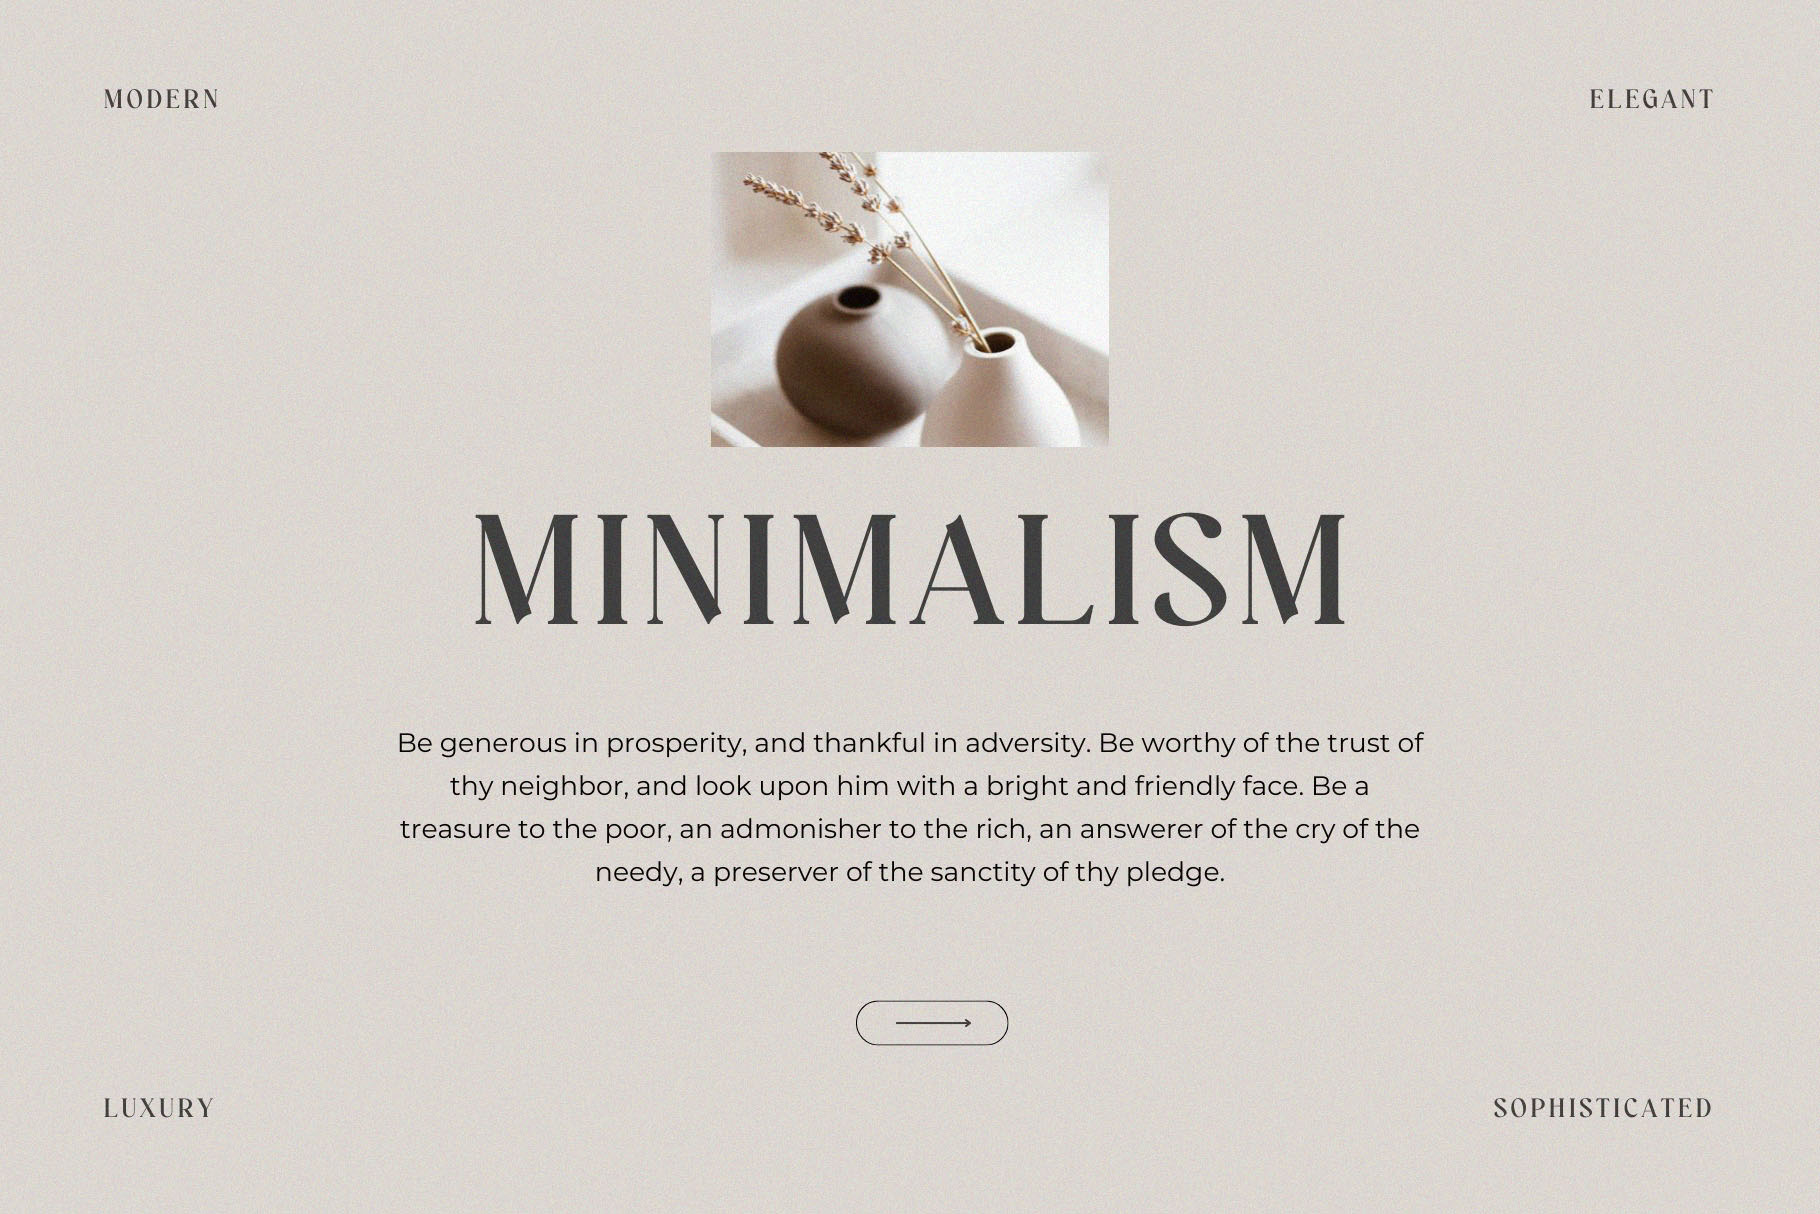 MODERN
ELEGANT
MINIMALISM
Be generous in prosperity, and thankful in adversity. Be worthy of the trust of
thy neighbor, and look upon him with a bright and friendly face. Be a
treasure to the poor, an admonisher to the rich, an answerer of the cry of the
needy, a preserver of the sanctity of thy pledge.
LUXURY
SOPHISTICATED